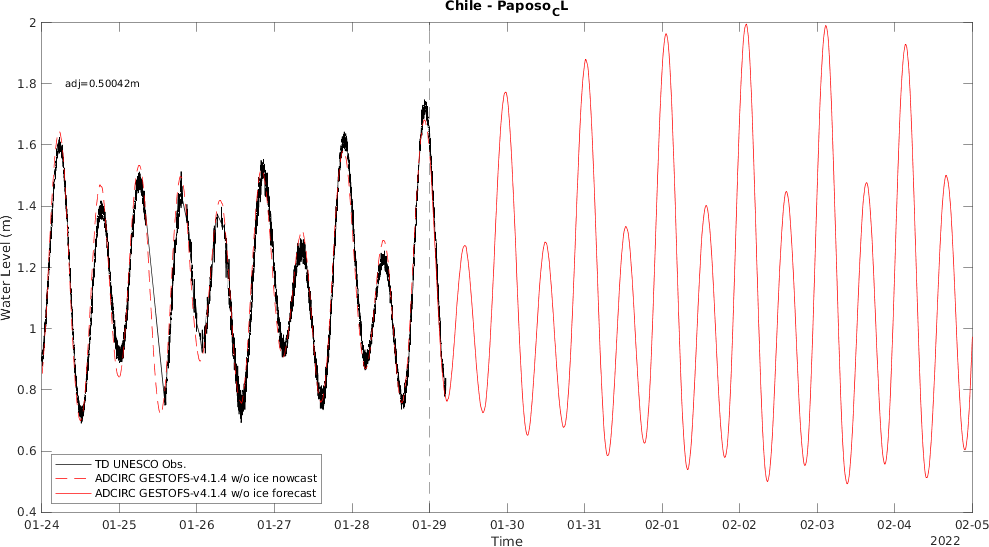 Chile - Paposo_CL
2
1.8
1.6
1.4
1.2
1
0.8
0.6
0.4
Water Level (m)
adj=0.50042m
TD UNESCO Obs.
ADCIRC GESTOFS-v4.1.4 w/o ice nowcast
ADCIRC GESTOFS-v4.1.4 w/o ice forecast
01-24 01-25 01-26 01-27 01-28 01-29 01-30 01-31 02-01 02-02 02-03 02-04 02-05
Time
2022